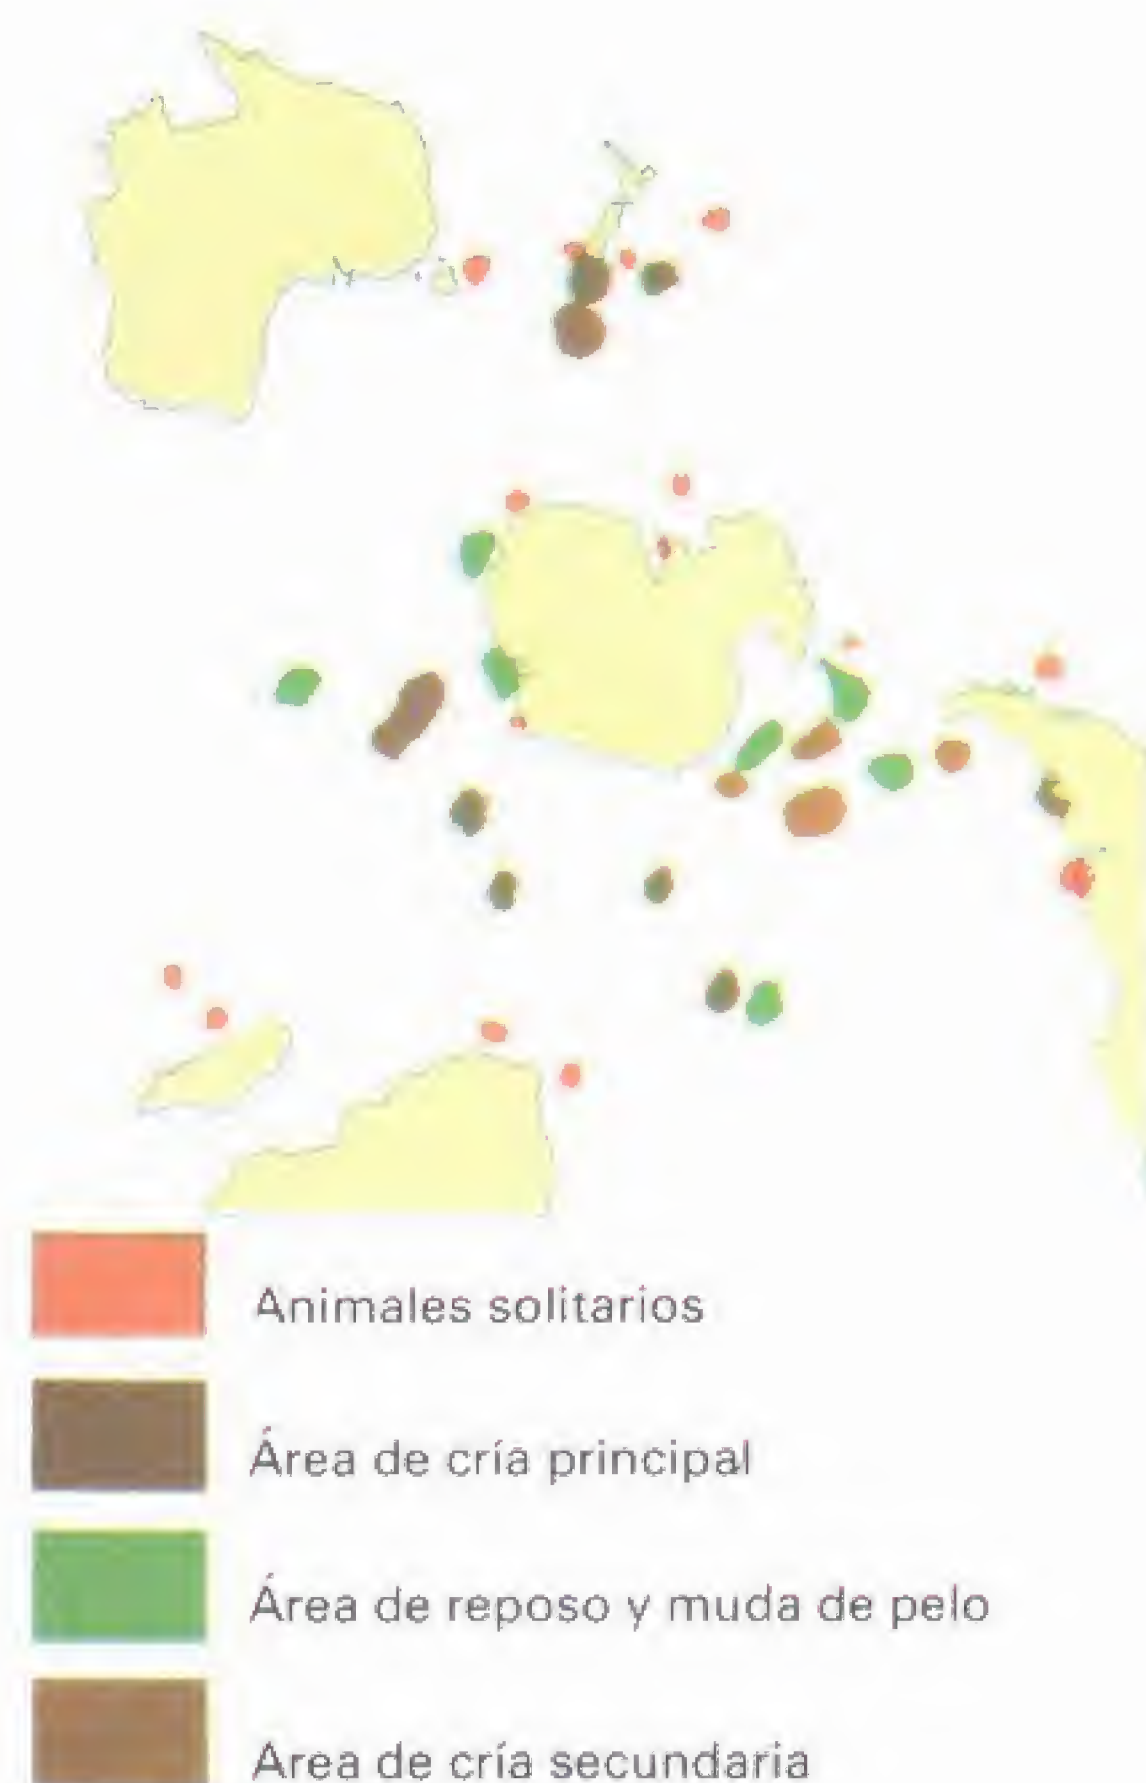 Animales solitarios
Área de cría principal
Área de reposo y muda de pelo
Area de cría secundaria